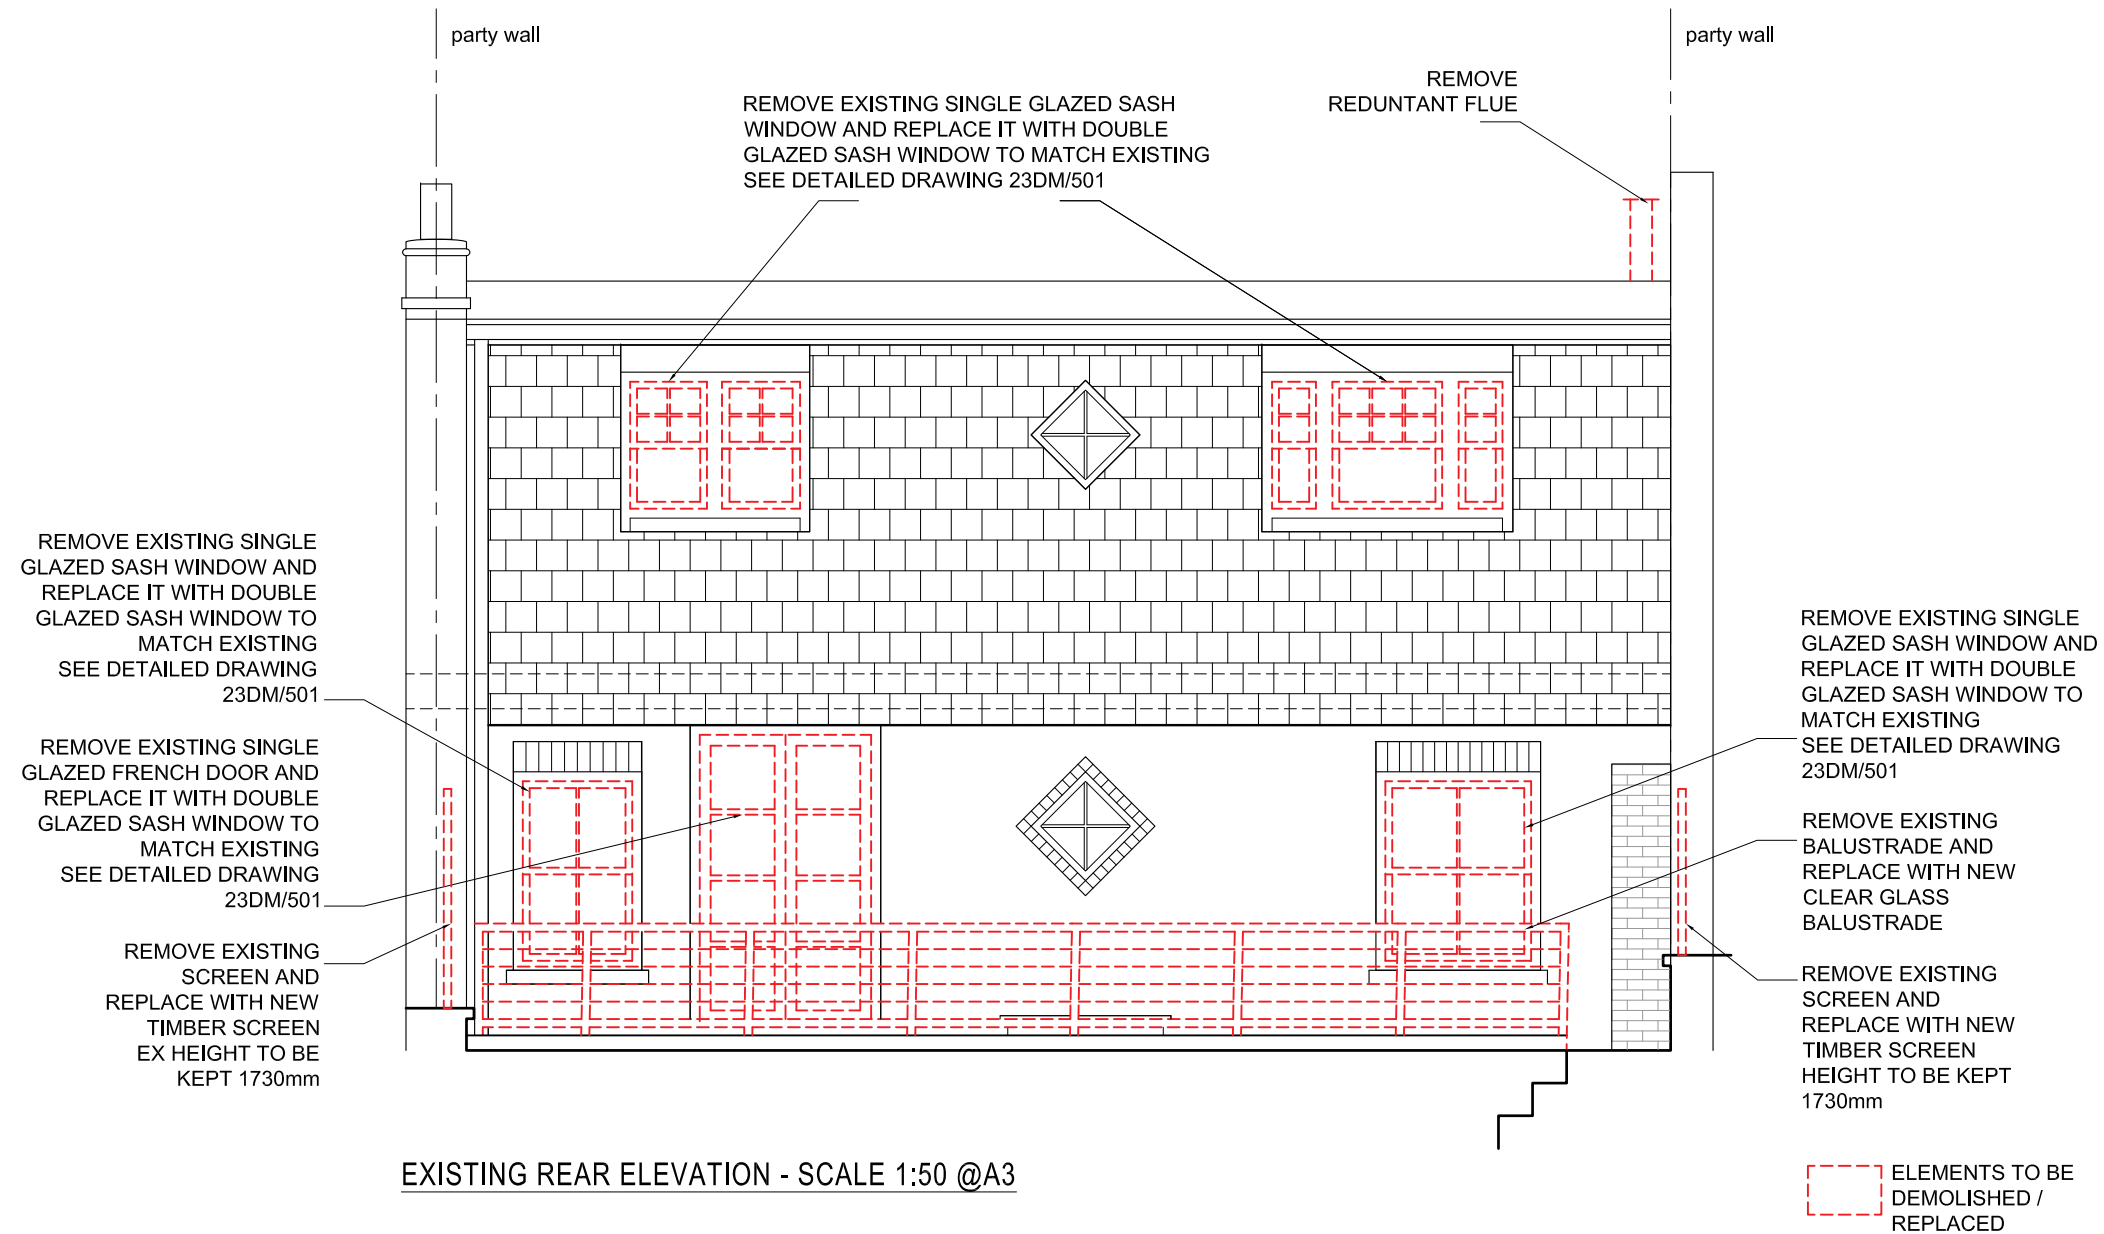 party wall
party wall
REMOVE
REDUNTANT FLUE
REMOVE EXISTING SINGLE GLAZED SASH
WINDOW AND REPLACE IT WITH DOUBLE
GLAZED SASH WINDOW TO MATCH EXISTING
SEE DETAILED DRAWING 23DM/501
REMOVE EXISTING SINGLE
GLAZED SASH WINDOW AND
REPLACE IT WITH DOUBLE
GLAZED SASH WINDOW TO
MATCH EXISTING
SEE DETAILED DRAWING
23DM/501
REMOVE EXISTING SINGLE
GLAZED FRENCH DOOR AND
REPLACE IT WITH DOUBLE
GLAZED SASH WINDOW TO
MATCH EXISTING
SEE DETAILED DRAWING
23DM/501
REMOVE EXISTING
SCREEN AND
REPLACE WITH NEW
TIMBER SCREEN
EX HEIGHT TO BE
KEPT 1730mm
REMOVE EXISTING SINGLE
GLAZED SASH WINDOW AND
REPLACE IT WITH DOUBLE
GLAZED SASH WINDOW TO
MATCH EXISTING
SEE DETAILED DRAWING
23DM/501
REMOVE EXISTING
BALUSTRADE AND
REPLACE WITH NEW
CLEAR GLASS
BALUSTRADE
REMOVE EXISTING
SCREEN AND
REPLACE WITH NEW
TIMBER SCREEN
HEIGHT TO BE KEPT
1730mm
EXISTING REAR ELEVATION - SCALE 1:50 @A3
ELEMENTS TO BE
DEMOLISHED /
REPLACED